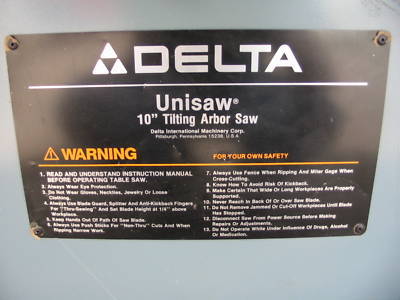 DELTA
Unisaw®
10" Tilting Arbor Saw
Delta International Machinery Corp.
Pittsburgh, Pennsylvania 15238, U.S.A.
WARNING
1. READ AND UNDERSTAND INSTRUCTION MANUAL
BEFORE OPERATING TABLE SAW.
2. Always Wear Eye Protection.
3. Do Not Wear Gloves, Neckties, Jewelry Or Loose
Clothing.
4. Always Use Blade Guard, Splitter And Anti-Kickback Fingers
For "Thru-Sawing" And Set Blade Height at 1/4" above
Workplace.
5. Keep Hands Out Of Path Of Saw Blade.
6. Always Use Push Sticks For "Non-Thru" Cuts And When
Ripping Narrow Work.
FOR YOUR OWN SAFETY
7. Always Use Fence When Ripping And Miter Gage When
Cross-Cutting.
8. Know How To Avoid Risk Of Kickback.
9. Make Certain That Wide Or Long Workpieces Are Properly
Supported.
10. Never Reach In Back Of Or Over Saw Blade.
11. Do Not Remove Jammed Or Cut-Off Workpieces Until Blade
Has Stopped.
12. Disconnect Saw From Power Source Before Making
Repairs Or Adjustments.
13. Do Not Operate While Under Influence Of Drugs, Alcohol
Or Medication.